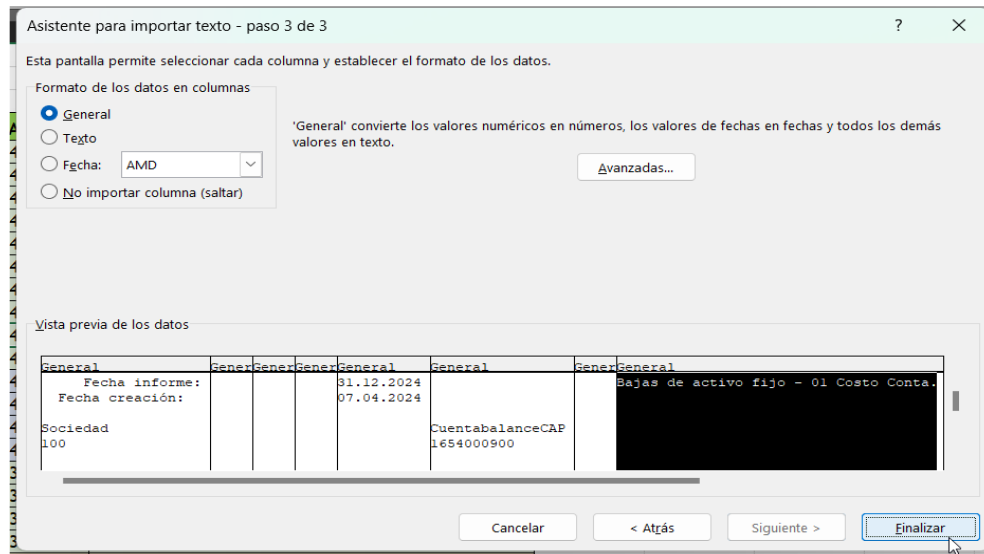 Asistente para importar texto - paso 3 de 3 ?
Esta pantalla permite seleccionar cada columna y establecer el formato de los datos.
Formato de los datos en columnas
General
Texto
Fecha: AMD
No importar columna (saltar)
'General' convierte los valores numéricos en números, los valores de fechas en fechas y todos los demás
valores en texto.
Avanzadas...
Vista previa de los datos
General Gener Gener Gener General General Gener General
Fecha informe: 31.12.2024 Bajas de activo fijo - 01 Costo Conta.
Fecha creación: 07.04.2024
Sociedad CuentabalanceCAP
100 1654000900
Cancelar < Atrás Siguiente > Finalizar